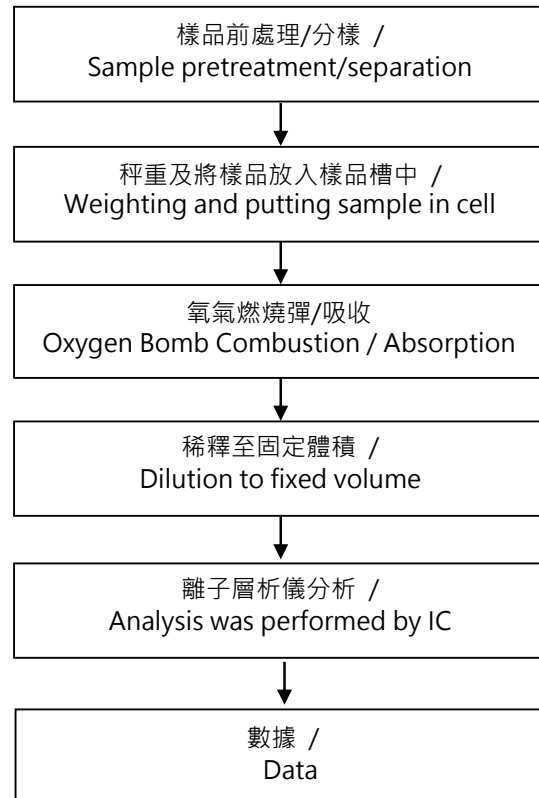 樣品前處理/分樣 /
Sample pretreatment/separation
秤重及將樣品放入樣品槽中 /
Weighting and putting sample in cell
氧氣燃燒彈/吸收
Oxygen Bomb Combustion / Absorption
稀釋至固定體積 /
Dilution to fixed volume
離子層析儀分析 /
Analysis was performed by IC
數據 /
Data